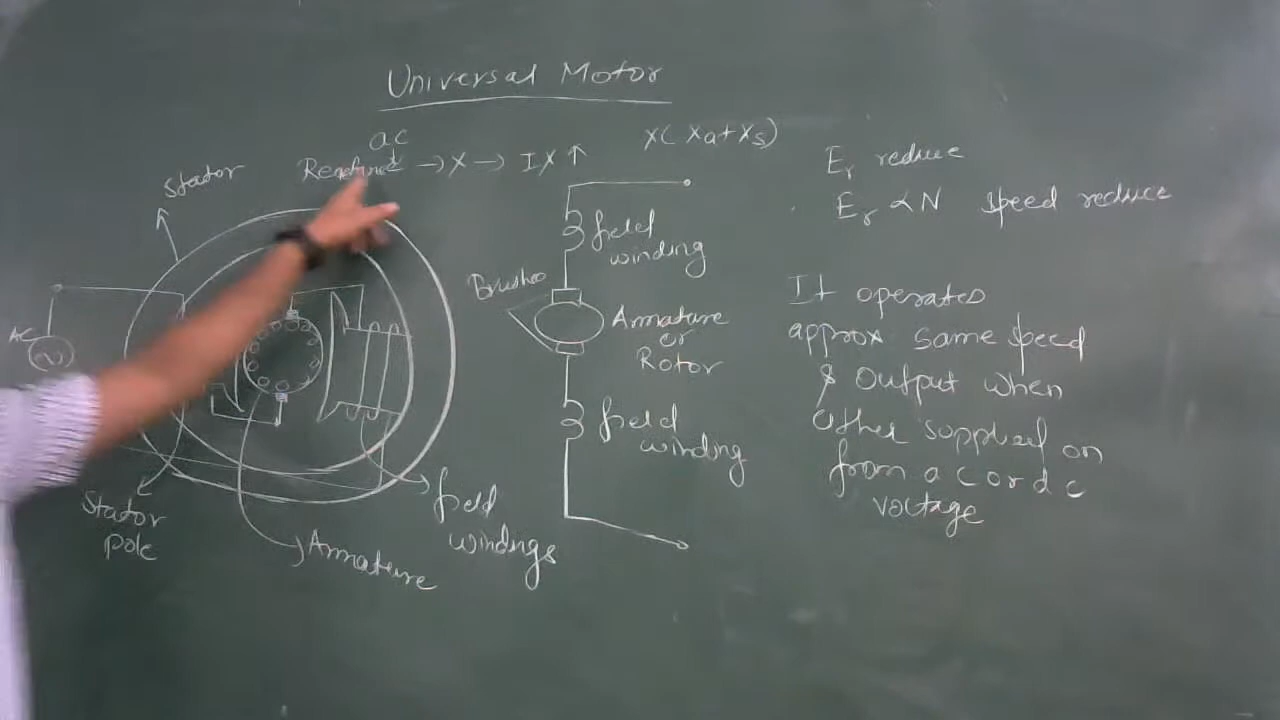 Universal Motor
ac
Reactance → X → IX ↑
X(Xa+Xs)
Er reduce
Er ∝ N speed reduce
Stator
field
winding
Brushes
Armature
or
Rotor
field
winding
AC
Stator
pole
Armature
field
windings
It operates
approx same speed
& output when
other supplied on
from a c or d c
voltage